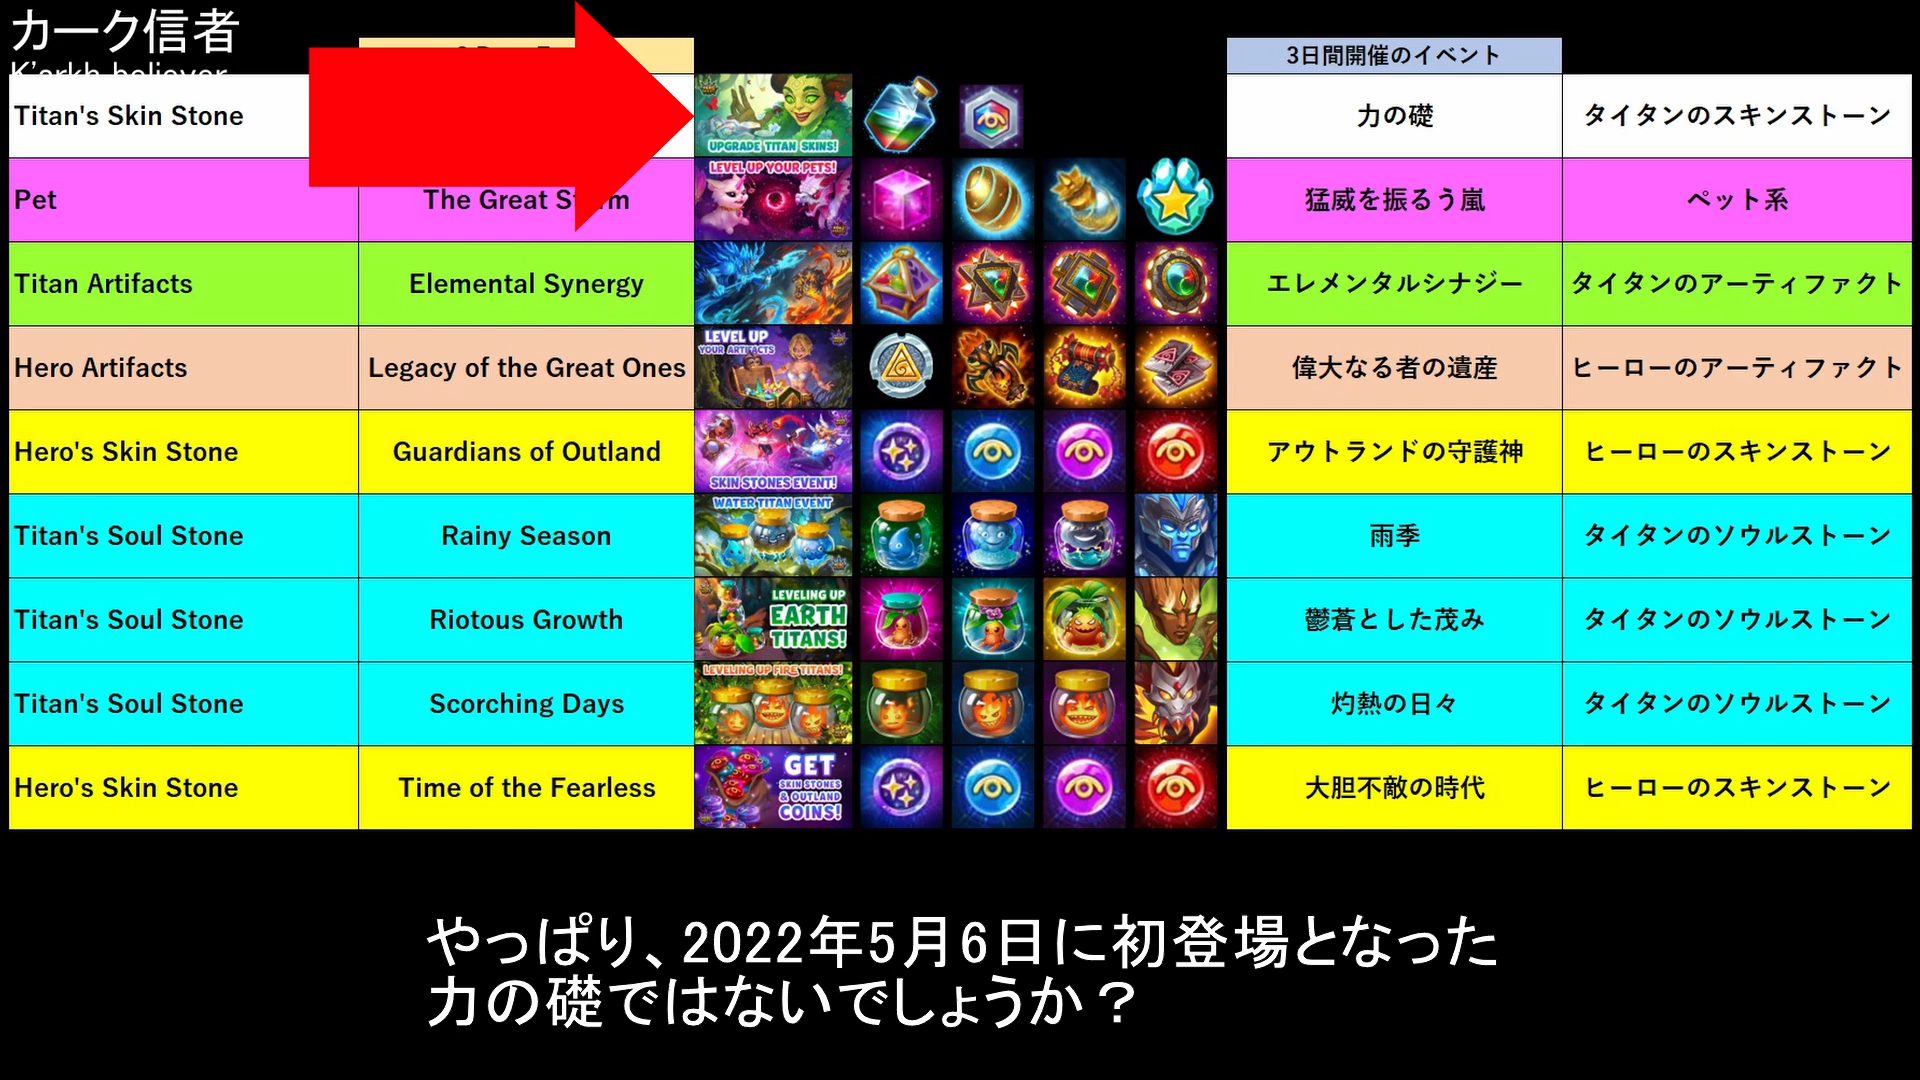 カーク信者
K'arkh believer
3日間開催のイベント
Titan's Skin Stone
UPGRADE TITAN SKINS!
力の礎
タイタンのスキンストーン
Pet
The Great Storm
LEVEL UP YOUR PETS!
猛威を振るう嵐
ペット系
Titan Artifacts
Elemental Synergy
エレメンタルシナジー
タイタンのアーティファクト
Hero Artifacts
Legacy of the Great Ones
LEVEL UP
YOUR ARTIFACTS
偉大なる者の遺産
ヒーローのアーティファクト
Hero's Skin Stone
Guardians of Outland
SKIN STONES EVENT!
アウトランドの守護神
ヒーローのスキンストーン
Titan's Soul Stone
Rainy Season
WATER TITAN EVENT
雨季
タイタンのソウルストーン
Titan's Soul Stone
Riotous Growth
LEVELING UP
EARTH
TITANS!
鬱蒼とした茂み
タイタンのソウルストーン
Titan's Soul Stone
Scorching Days
LEVELING UP FIRE TITANS!
灼熱の日々
タイタンのソウルストーン
Hero's Skin Stone
Time of the Fearless
GET
SKIN STONES
& OUTLAND
COINS!
大胆不敵の時代
ヒーローのスキンストーン
やっぱり、2022年5月6日に初登場となった
力の礎ではないでしょうか？